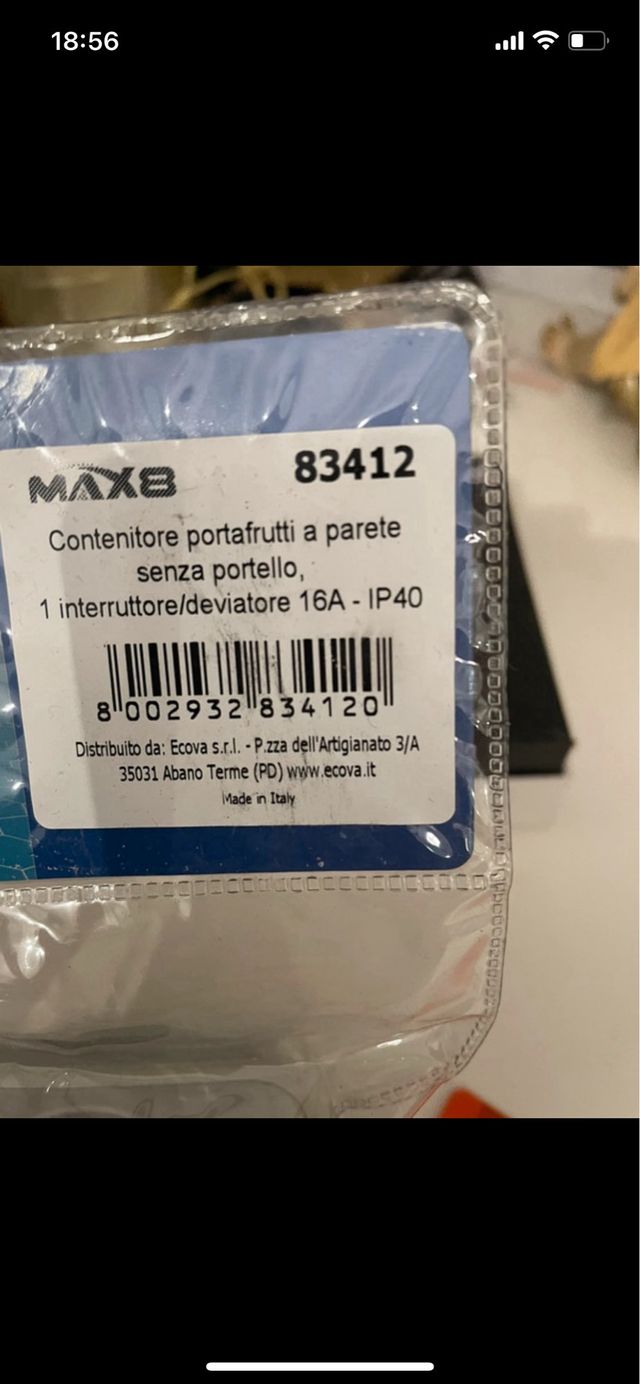 18:56
MAX8
83412
Contenitore portafrutti a parete
senza portello,
1 interruttore/deviatore 16A - IP40
8 002932 834120
Distribuito da: Ecova s.r.l. - P.zza dell'Artigianato 3/A
35031 Abano Terme (PD) www.ecova.it
Made in Italy